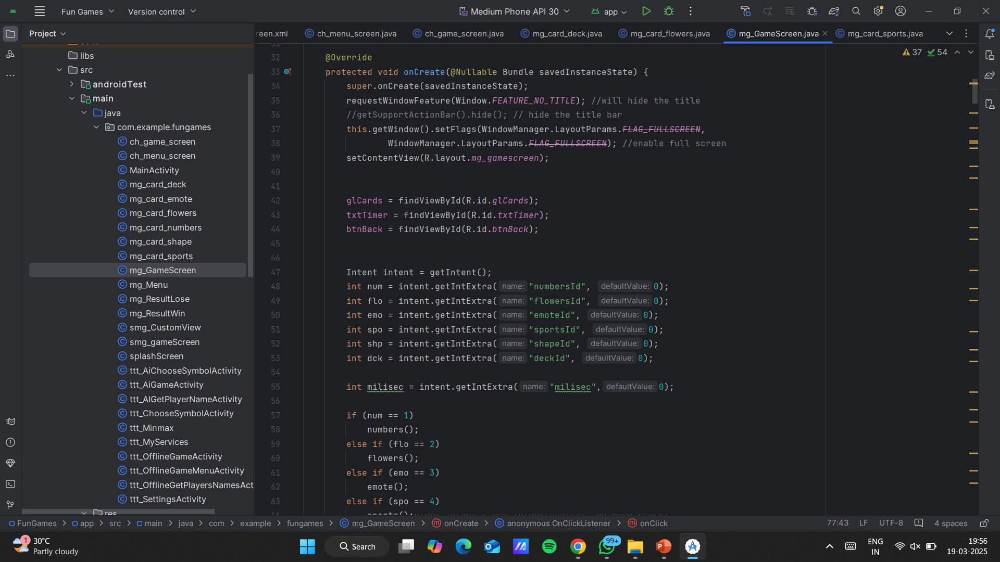 Fun Games
Version control
Medium Phone API 30
app
Project
reen.xml
ch_menu_screen.java
ch_game_screen.java
mg_card_deck.java
mg_card_flowers.java
mg_GameScreen.java
mg_card_sports.java
37
54
libs
src
androidTest
main
java
com.example.fungames
ch_game_screen
ch_menu_screen
MainActivity
mg_card_deck
mg_card_emote
mg_card_flowers
mg_card_numbers
mg_card_shape
mg_card_sports
mg_GameScreen
mg_Menu
mg_ResultLose
mg_ResultWin
smg_CustomView
smg_gameScreen
splashScreen
ttt_AiChooseSymbolActivity
ttt_AiGameActivity
ttt_AIGetPlayerNameActivity
ttt_ChooseSymbolActivity
ttt_Minmax
ttt_MyServices
ttt_OfflineGameActivity
ttt_OfflineGameMenuActivity
ttt_OfflineGetPlayersNamesAct
ttt_SettingsActivity
res
32 @Override
33 protected void onCreate(@Nullable Bundle savedInstanceState) {
34 super.onCreate(savedInstanceState);
35 requestWindowFeature(Window.FEATURE_NO_TITLE); //will hide the title
36 //getSupportActionBar().hide(); // hide the title bar
37 this.getWindow().setFlags(WindowManager.LayoutParams.FLAG_FULLSCREEN,
38 WindowManager.LayoutParams.FLAG_FULLSCREEN); //enable full screen
39 setContentView(R.layout.mg_gamescreen);
40
41
42 glCards = findViewById(R.id.glCards);
43 txtTimer = findViewById(R.id.txtTimer);
44 btnBack = findViewById(R.id.btnBack);
45
46
47 Intent intent = getIntent();
48 int num = intent.getIntExtra( name: "numbersId", defaultValue: 0);
49 int flo = intent.getIntExtra( name: "flowersId", defaultValue: 0);
50 int emo = intent.getIntExtra( name: "emoteId", defaultValue: 0);
51 int spo = intent.getIntExtra( name: "sportsId", defaultValue: 0);
52 int shp = intent.getIntExtra( name: "shapeId", defaultValue: 0);
53 int dck = intent.getIntExtra( name: "deckId", defaultValue: 0);
54
55 int milisec = intent.getIntExtra( name: "milisec", defaultValue: 0);
56
57 if (num == 1)
58 numbers();
59 else if (flo == 2)
60 flowers();
61 else if (emo == 3)
62 emote();
63 else if (spo == 4)
FunGames > app > src > main > java > com > example > fungames > mg_GameScreen > onCreate > anonymous OnClickListener > onClick
77:43 LF UTF-8 4 spaces
1
30°C
Partly cloudy
Search
99+
ENG
IN
19:56
19-03-2025